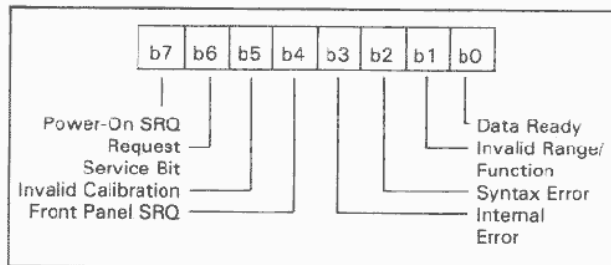 b7 b6 b5 b4 b3 b2 b1 b0
Power-On SRQ
Request
Service Bit
Invalid Calibration
Front Panel SRQ
Data Ready
Invalid Range/
Function
Syntax Error
Internal
Error